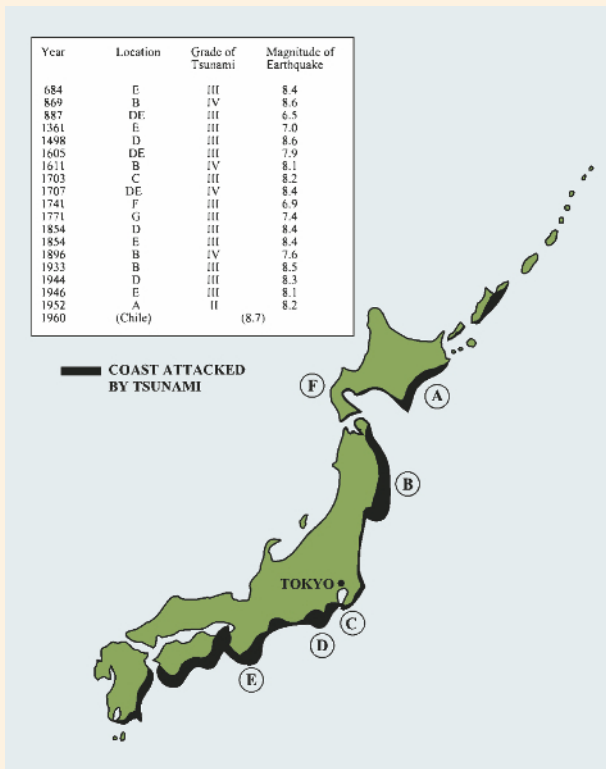 Year Location Grade of Tsunami Magnitude of Earthquake
684 E III 8.4
869 B IV 8.6
887 DE III 6.5
1361 E III 7.0
1498 D III 8.6
1605 DE III 7.9
1611 B IV 8.1
1703 C III 8.2
1707 DE IV 8.4
1741 F III 6.9
1771 G III 7.4
1854 D III 8.4
1854 E III 8.4
1896 B IV 7.6
1933 B III 8.5
1944 D III 8.3
1946 E III 8.1
1952 A II 8.2
1960 (Chile) (8.7)
COAST ATTACKED
BY TSUNAMI
F
A
B
TOKYO
C
D
E